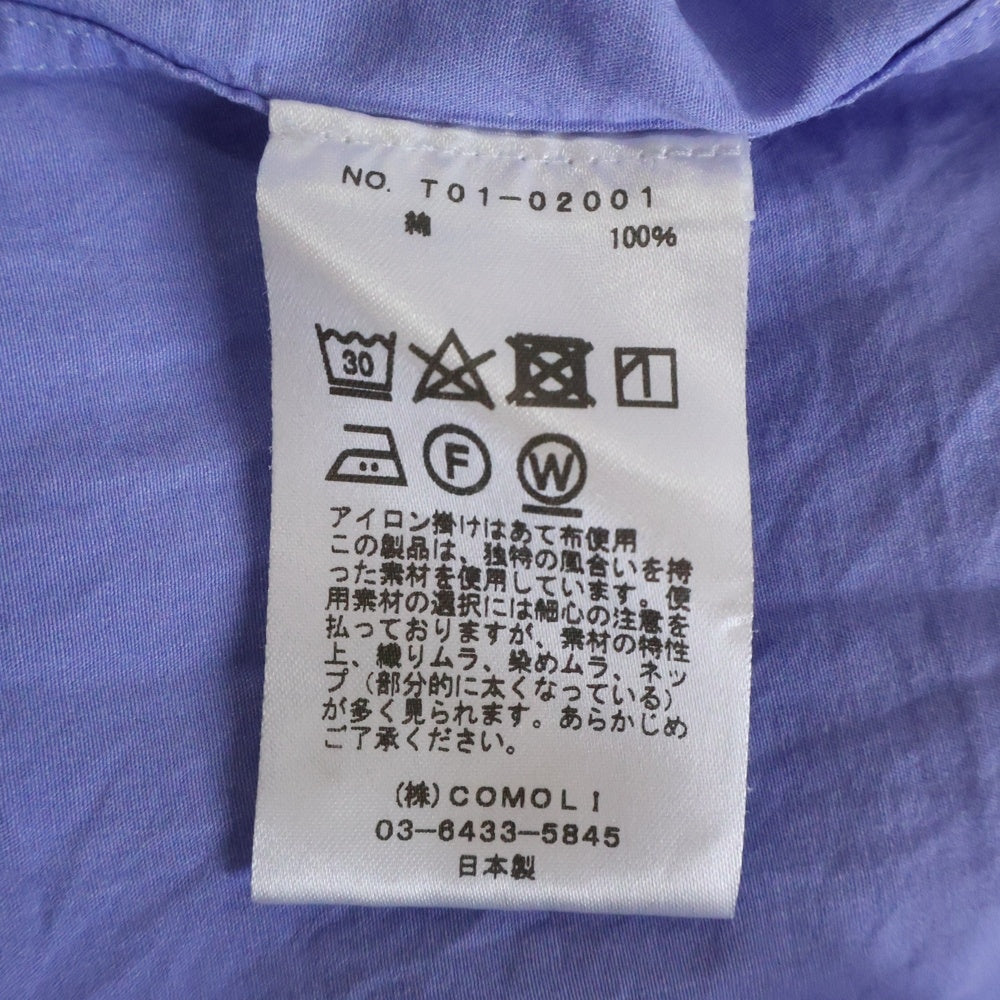 NO. T01-02001
綿 100%
30
F W
アイロン掛けはあて布使用
この製品は、独特の風合いを持
った素材を使用しています。使
用素材の選択には細心の注意を
払っておりますが、素材の特性
上、織りムラ、染めムラ、ネッ
プ(部分的に太くなっている)
が多く見られます。あらかじめ
ご了承ください。
(株)COMOLI
03-6433-5845
日本製